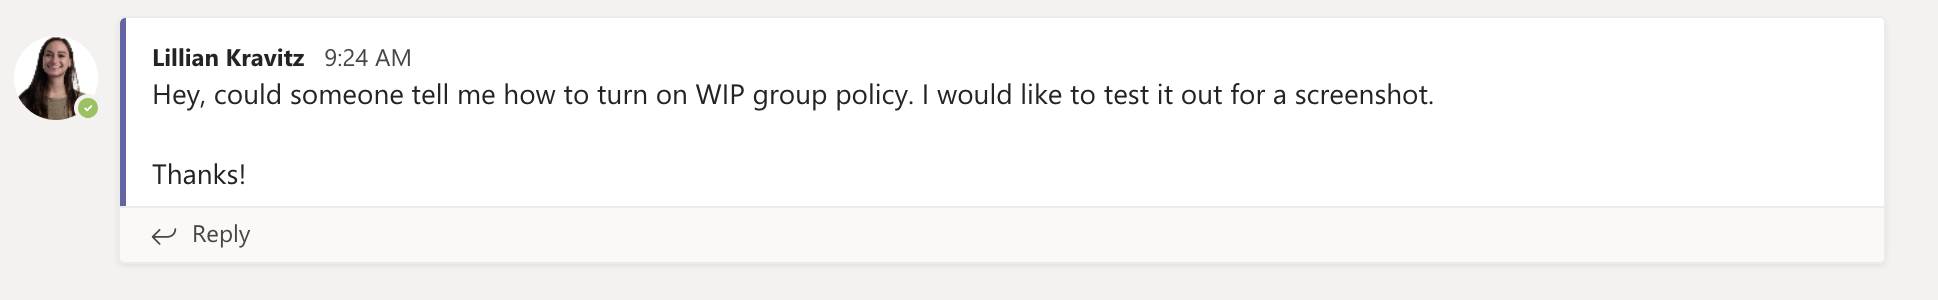 Lillian Kravitz 9:24 AM
Hey, could someone tell me how to turn on WIP group policy. I would like to test it out for a screenshot.
Thanks!
Reply